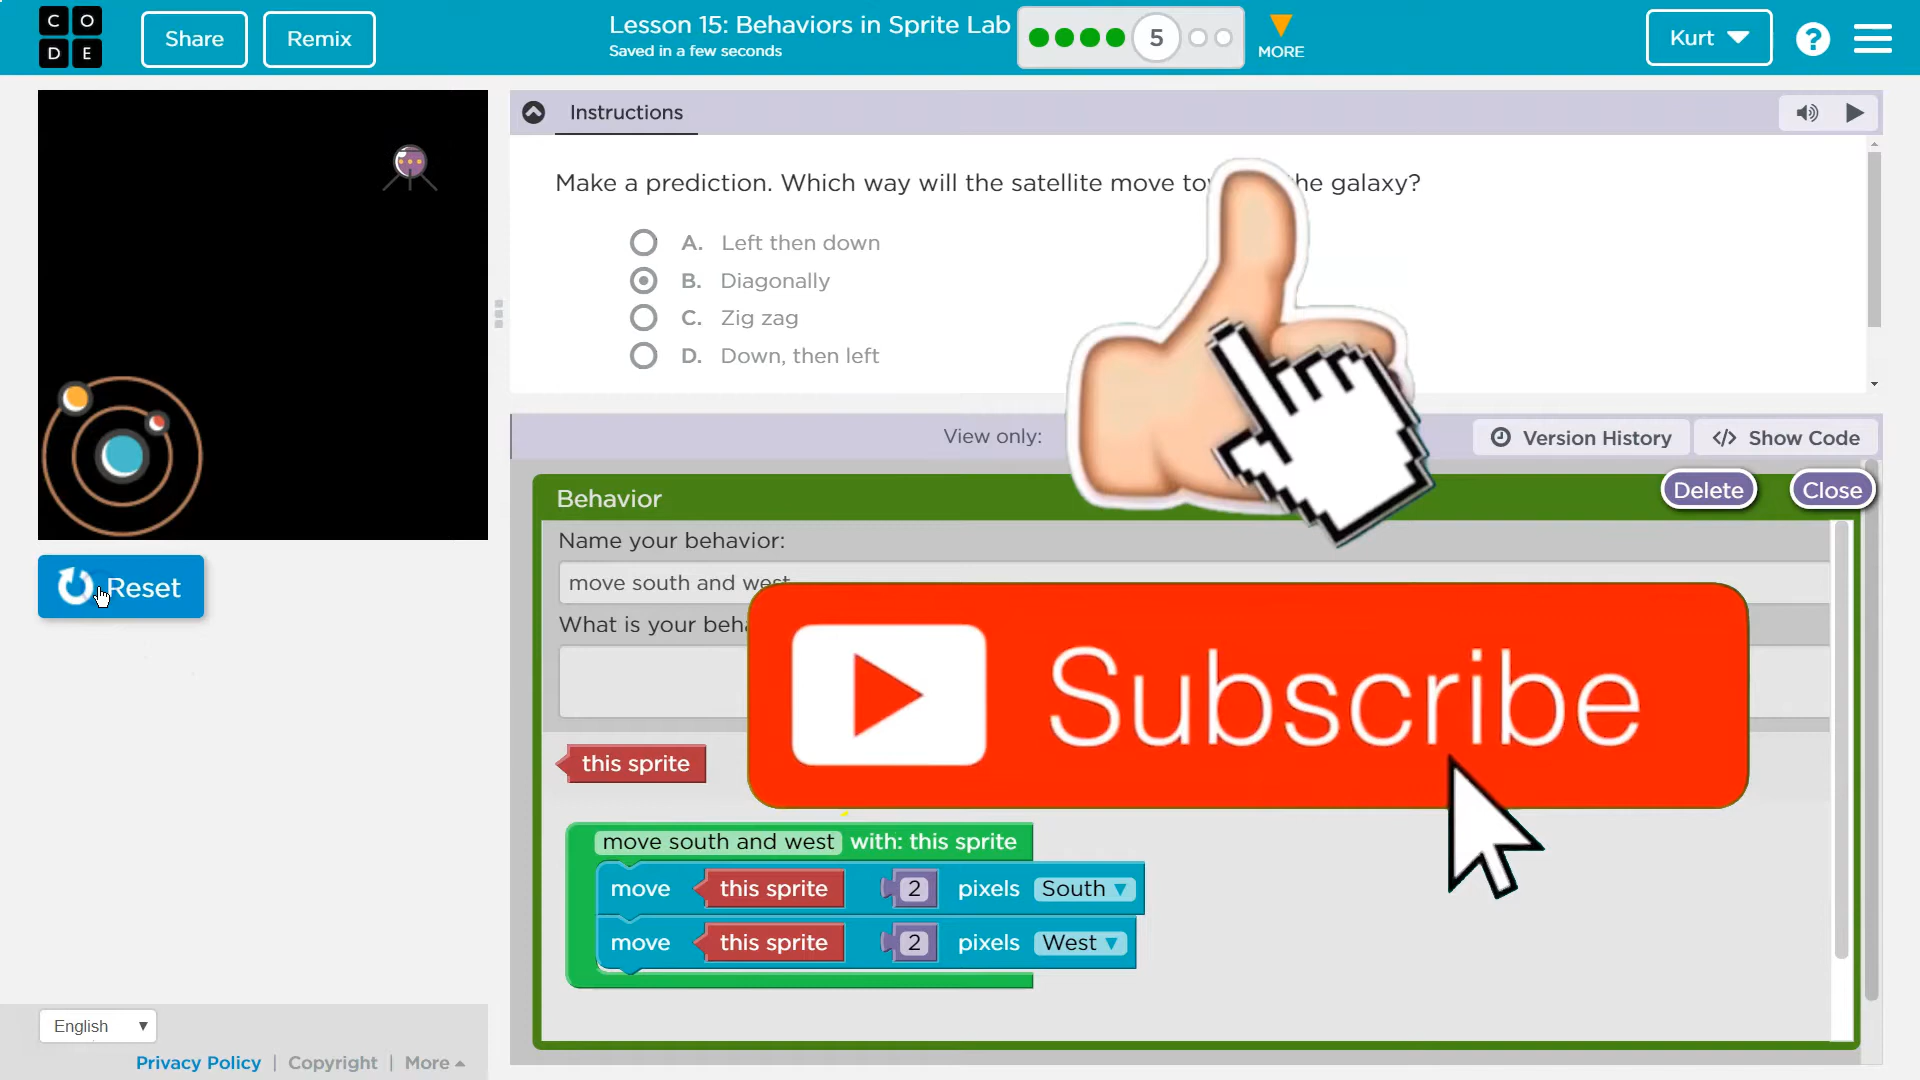 CODE
Share
Remix
Lesson 15: Behaviors in Sprite Lab
Saved in a few seconds
5
MORE
Kurt
?
Instructions
Make a prediction. Which way will the satellite move to he galaxy?
A. Left then down
B. Diagonally
C. Zig zag
D. Down, then left
Reset
View only:
Version History
</> Show Code
Behavior
Delete
Close
Name your behavior:
move south and west
What is your beh
Subscribe
this sprite
move south and west with: this sprite
move this sprite 2 pixels South
move this sprite 2 pixels West
English
Privacy Policy | Copyright | More